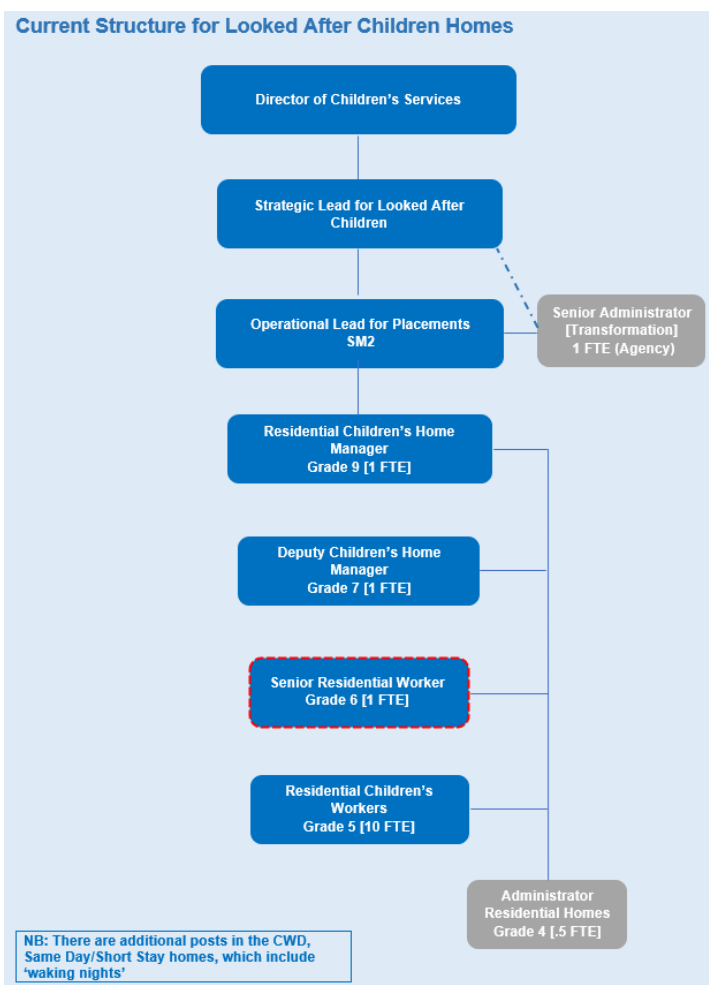 Current Structure for Looked After Children Homes
Director of Children’s Services
Strategic Lead for Looked After
Children
Operational Lead for Placements
SM2
Senior Administrator
[Transformation]
1 FTE (Agency)
Residential Children’s Home
Manager
Grade 9 [1 FTE]
Deputy Children’s Home
Manager
Grade 7 [1 FTE]
Senior Residential Worker
Grade 6 [1 FTE]
Residential Children’s
Workers
Grade 5 [10 FTE]
Administrator
Residential Homes
Grade 4 [.5 FTE]
NB: There are additional posts in the CWD,
Same Day/Short Stay homes, which include
‘waking nights’